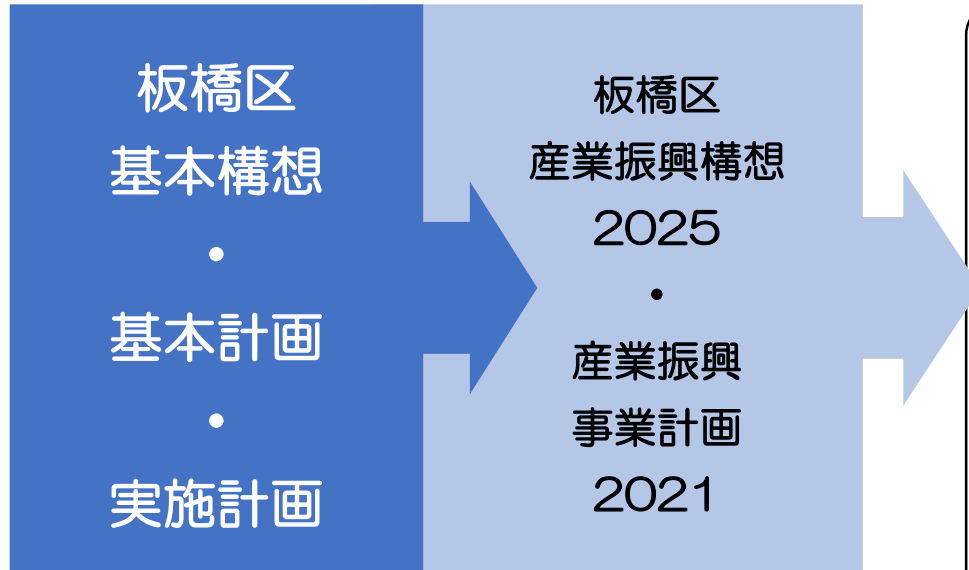 板橋区
基本構想
・
基本計画
・
実施計画
板橋区
産業振興構想
2025
・
産業振興
事業計画
2021